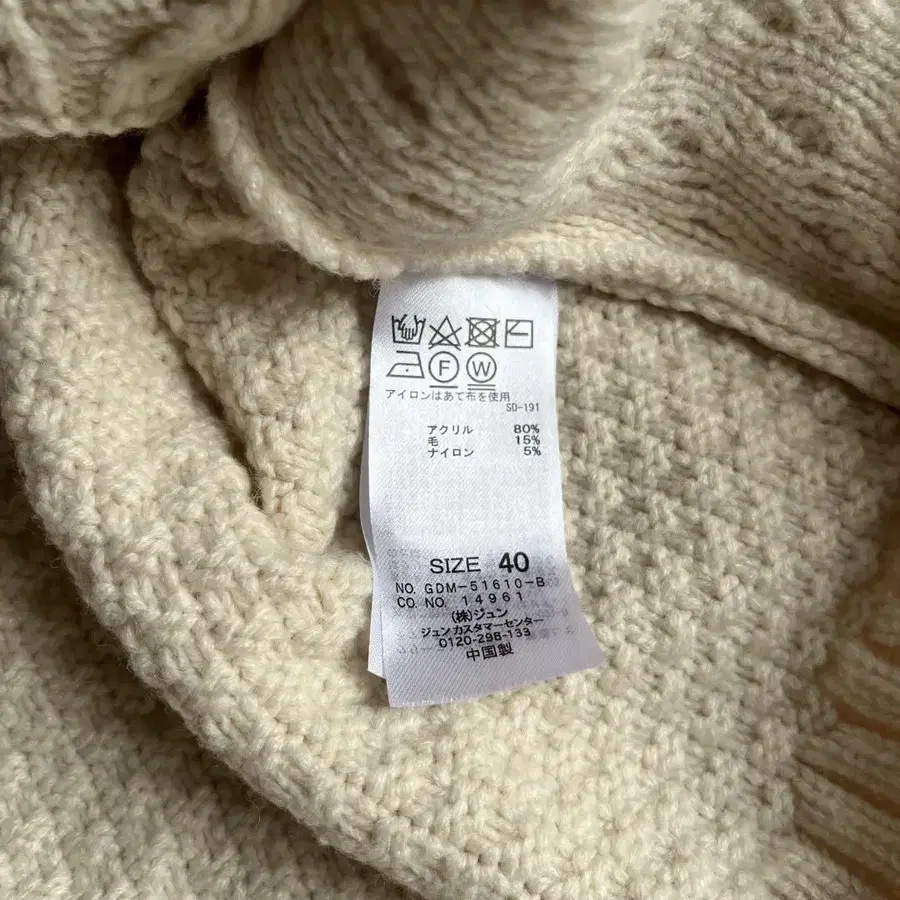 F W
アイロンはあて布を使用
SD-191
アクリル 80%
毛 15%
ナイロン 5%
SIZE 40
NO. GDM-51610-B
CO. NO. 14961
(株)ジュン
ジュン カスタマーセンター
0120-298-133
中国製